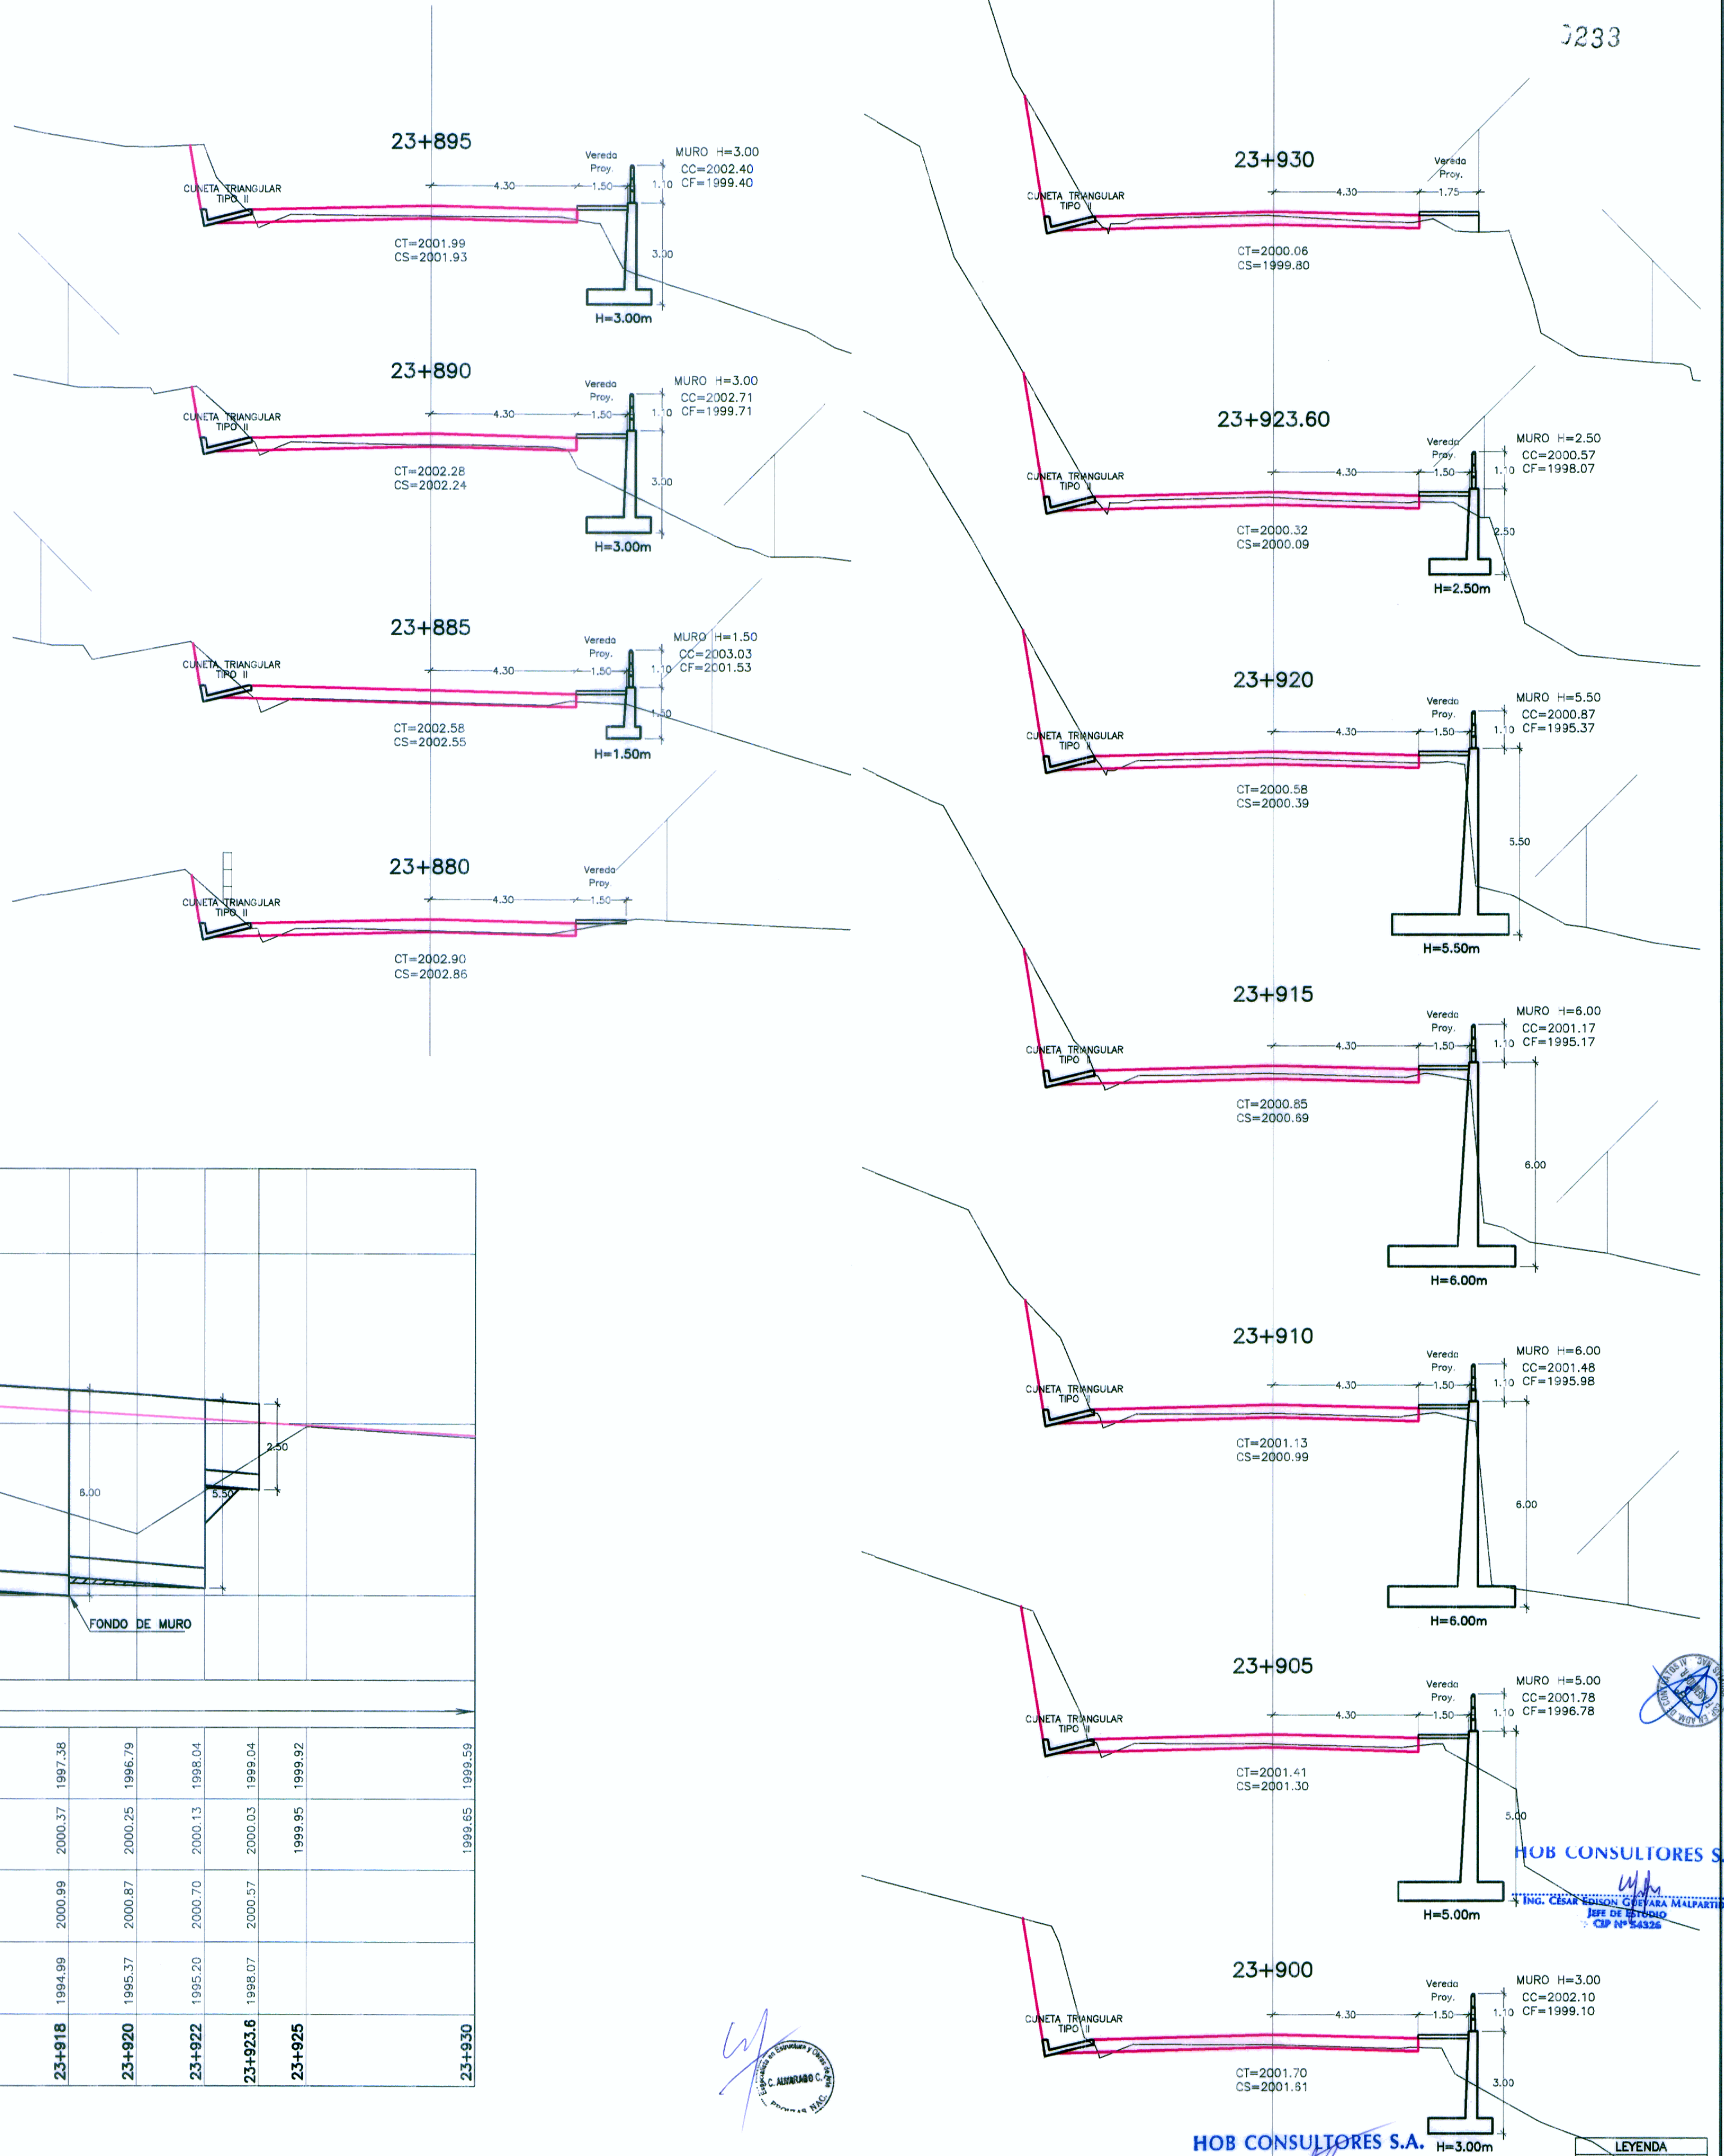 233
23+895
Vereda
Proy.
MURO H=3.00
CC=2002.40
CF=1999.40
CUNETA TRIANGULAR
TIPO II
4.30
1.50
1.10
CT=2001.99
CS=2001.93
3.00
H=3.00m
23+890
Vereda
Proy.
MURO H=3.00
CC=2002.71
CF=1999.71
CUNETA TRIANGULAR
TIPO II
4.30
1.50
1.10
CT=2002.28
CS=2002.24
3.00
H=3.00m
23+885
Vereda
Proy.
MURO H=1.50
CC=2003.03
CF=2001.53
CUNETA TRIANGULAR
TIPO II
4.30
1.50
1.10
CT=2002.58
CS=2002.55
1.50
H=1.50m
23+880
Vereda
Proy.
CUNETA TRIANGULAR
TIPO II
4.30
1.50
CT=2002.90
CS=2002.86
23+930
Vereda
Proy.
CUNETA TRIANGULAR
TIPO II
4.30
1.75
CT=2000.06
CS=1999.80
23+923.60
Vereda
Proy.
MURO H=2.50
CC=2000.57
CF=1998.07
CUNETA TRIANGULAR
TIPO II
4.30
1.50
1.10
CT=2000.32
CS=2000.09
2.50
H=2.50m
23+920
Vereda
Proy.
MURO H=5.50
CC=2000.87
CF=1995.37
CUNETA TRIANGULAR
TIPO II
4.30
1.50
1.10
CT=2000.58
CS=2000.39
5.50
H=5.50m
23+915
Vereda
Proy.
MURO H=6.00
CC=2001.17
CF=1995.17
CUNETA TRIANGULAR
TIPO II
4.30
1.50
1.10
CT=2000.85
CS=2000.69
6.00
H=6.00m
23+910
Vereda
Proy.
MURO H=6.00
CC=2001.48
CF=1995.98
CUNETA TRIANGULAR
TIPO II
4.30
1.50
1.10
CT=2001.13
CS=2000.99
6.00
H=6.00m
23+905
Vereda
Proy.
MURO H=5.00
CC=2001.78
CF=1996.78
CUNETA TRIANGULAR
TIPO II
4.30
1.50
1.10
CT=2001.41
CS=2001.30
5.00
H=5.00m
23+900
Vereda
Proy.
MURO H=3.00
CC=2002.10
CF=1999.10
CUNETA TRIANGULAR
TIPO II
4.30
1.50
1.10
CT=2001.70
CS=2001.61
3.00
H=3.00m
6.00
5.50
2.50
FONDO DE MURO
1997.38 1996.79 1998.04 1999.04 1999.92 1999.59
2000.37 2000.25 2000.13 2000.03 1999.95 1999.65
2000.99 2000.87 2000.70 2000.57
1994.99 1995.37 1995.20 1998.07
23+918 23+920 23+922 23+923.6 23+925 23+930
C. ALVARADO C.
HOB CONSULTORES S.
ING. CÉSAR EDISON GUEVARA MALPARTI
JEFE DE ESTUDIO
CIP Nº 54326
HOB CONSULTORES S.A.
LEYENDA